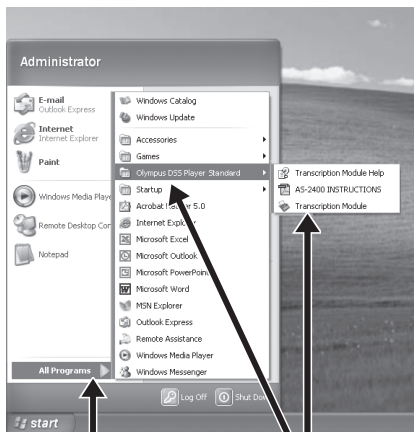 Administrator
E-mail
Outlook Express
Internet
Internet Explorer
Paint
Windows Media Playe
Remote Desktop Con
Notepad
All Programs
Windows Catalog
Windows Update
Accessories
Games
Olympus DSS Player Standard
Startup
Acrobat 5.0
Internet Explorer
Microsoft Excel
Microsoft Outlook
Microsoft PowerPoint
Microsoft Word
MSN Explorer
Outlook Express
Remote Assistance
Windows Media Player
Windows Messenger
Transcription Module Help
AS-2400 INSTRUCTIONS
Transcription Module
Log Off
Shut Do
start